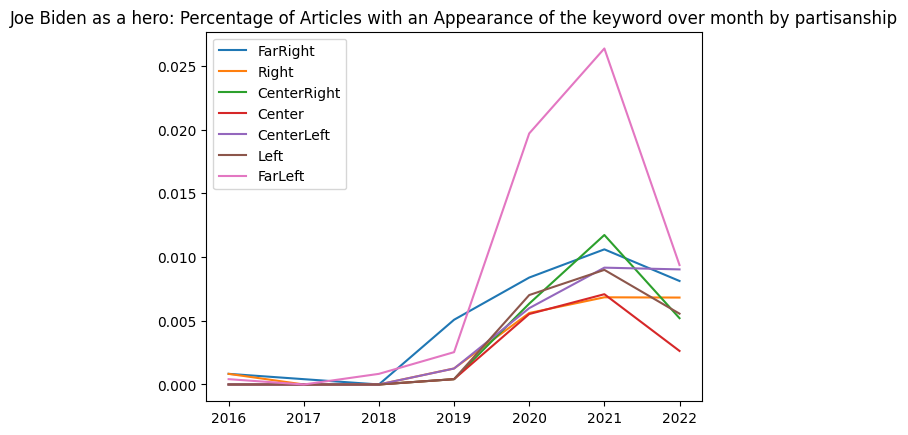 Joe Biden as a hero: Percentage of Articles with an Appearance of the keyword over month by partisanship
FarRight
Right
CenterRight
Center
CenterLeft
Left
FarLeft
0.025
0.020
0.015
0.010
0.005
0.000
2016 2017 2018 2019 2020 2021 2022